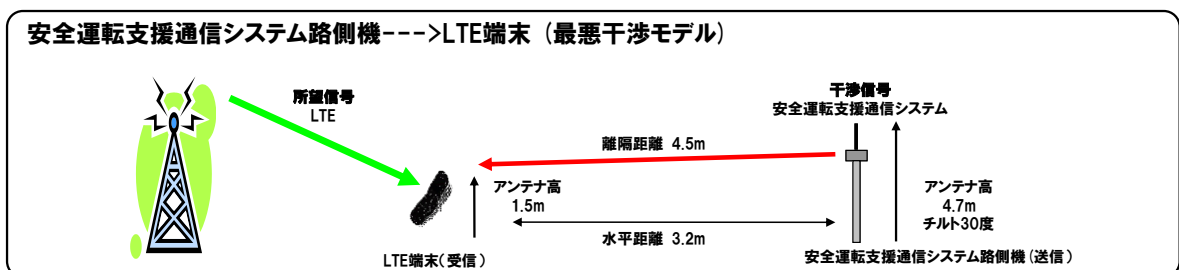 安全運転支援通信システム路側機--->LTE端末 (最悪干渉モデル)
所望信号
LTE
干渉信号
安全運転支援通信システム
離隔距離 4.5m
アンテナ高
1.5m
アンテナ高
4.7m
チルト30度
水平距離 3.2m
LTE端末(受信)
安全運転支援通信システム路側機(送信)